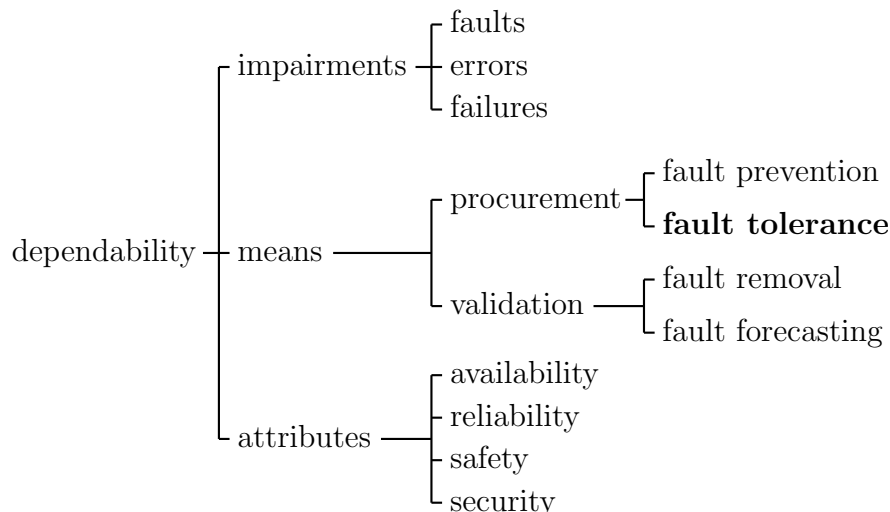 dependability
impairments
faults
errors
failures
means
procurement
fault prevention
fault tolerance
validation
fault removal
fault forecasting
attributes
availability
reliability
safety
security